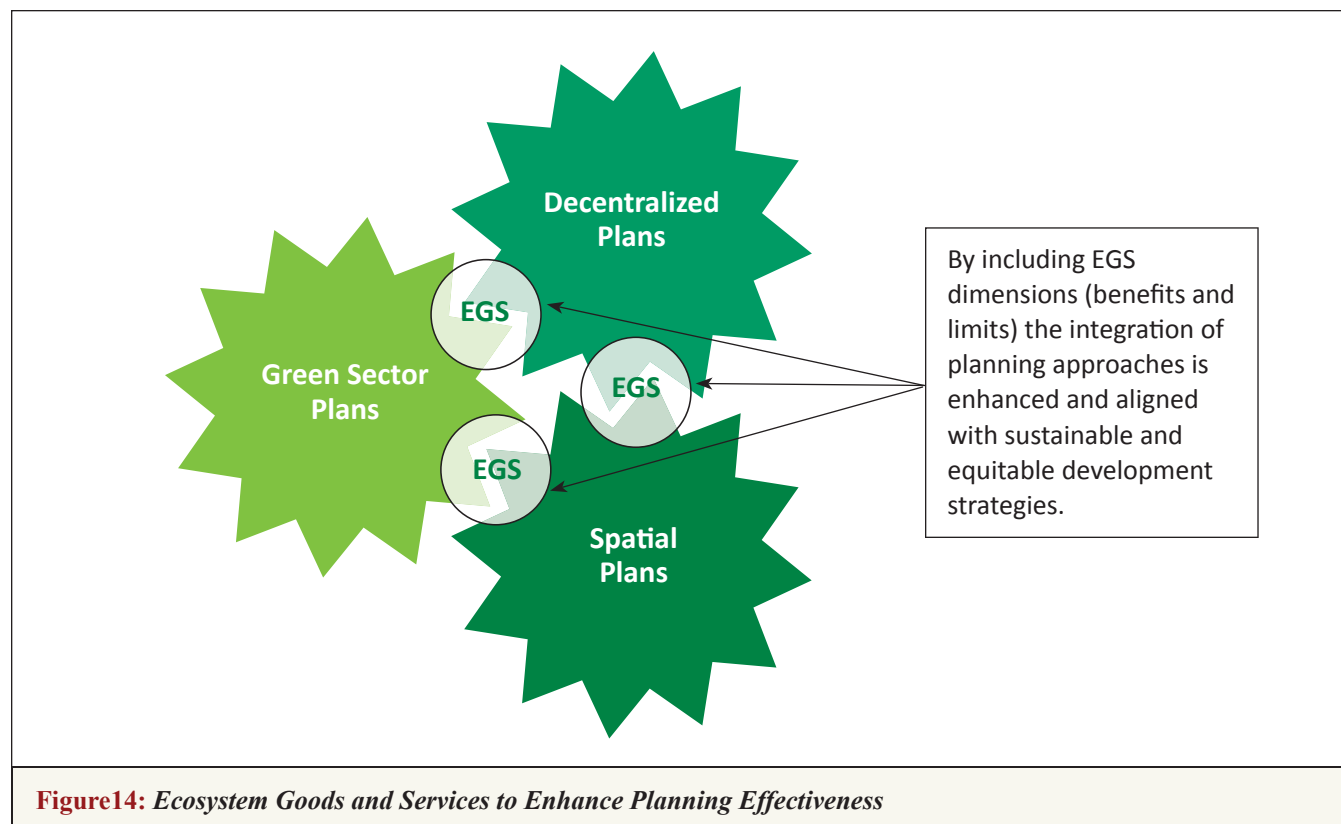 Decentralized
Plans
EGS
By including EGS
dimensions (benefits and
limits) the integration of
planning approaches is
enhanced and aligned
with sustainable and
equitable development
strategies.
Green Sector
Plans
EGS
EGS
Spatial
Plans
Figure14: Ecosystem Goods and Services to Enhance Planning Effectiveness